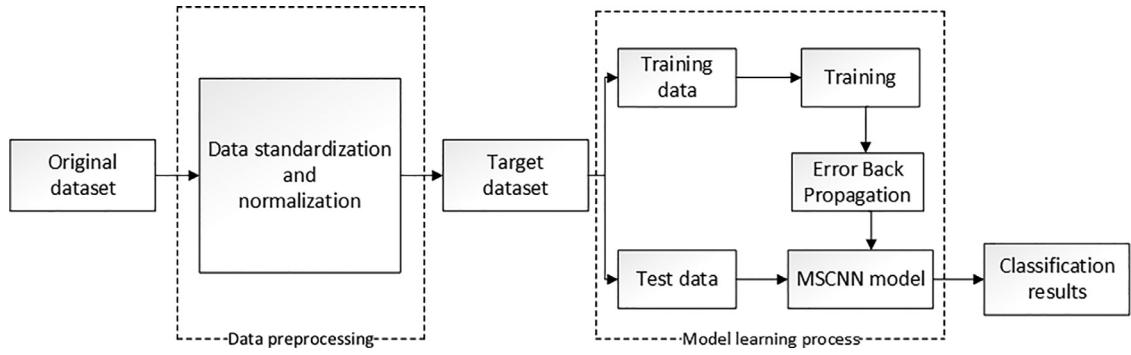 Original
dataset
Data standardization
and
normalization
Data preprocessing
Target
dataset
Training
data
Training
Error Back
Propagation
Test data
MSCNN model
Model learning process
Classification
results